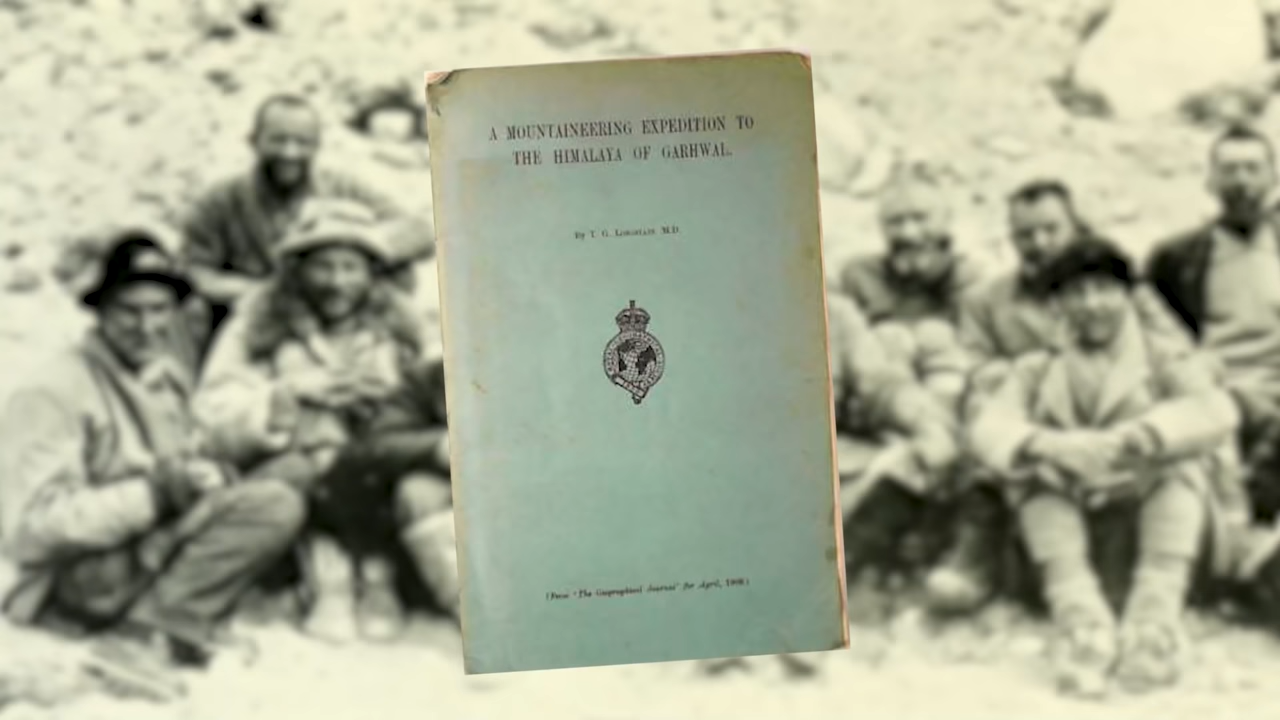 A MOUNTAINEERING EXPEDITION TO
THE HIMALAYA OF GARHWAL.
By T. G. LONGSTAFF M.D.
(From 'The Geographical Journal' for April, 1908)